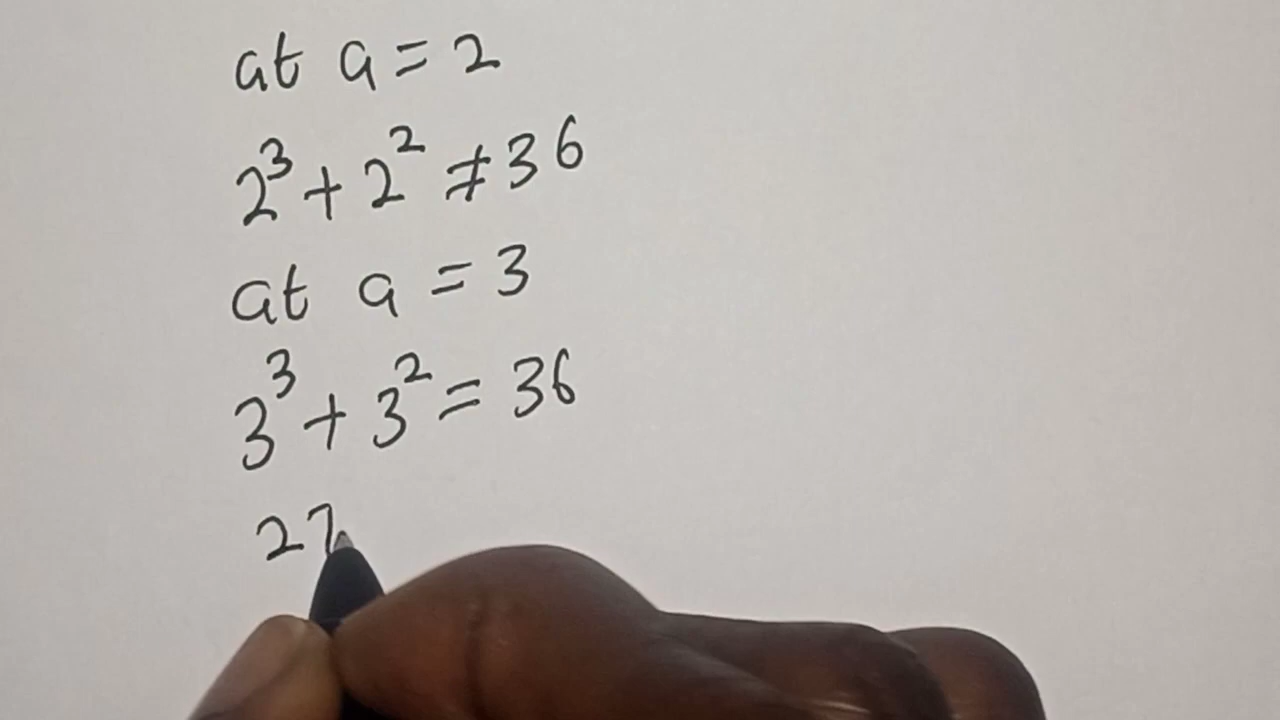 at a = 2
2³ + 2² ≠ 36
at a = 3
3³ + 3² = 36
27